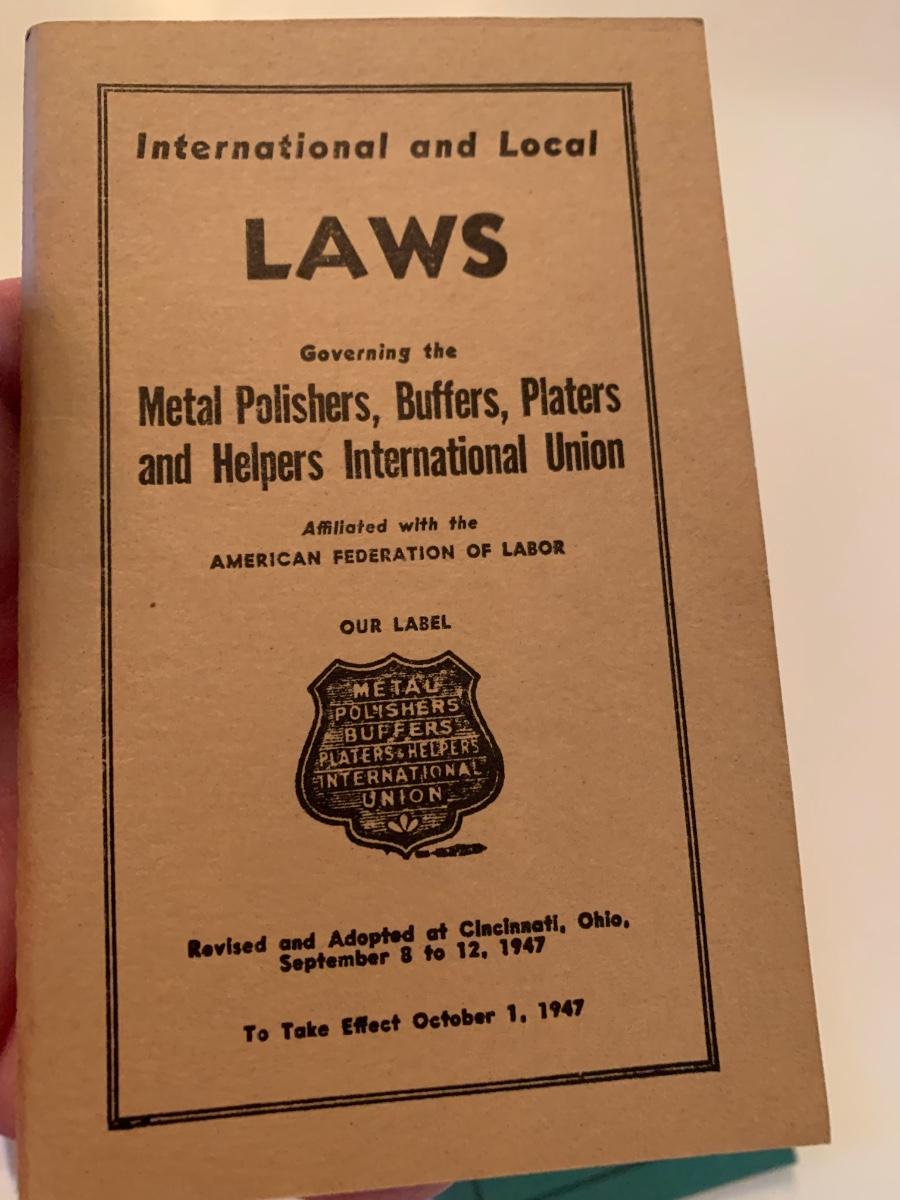 International and Local
LAWS
Governing the
Metal Polishers, Buffers, Platers
and Helpers International Union
Affiliated with the
AMERICAN FEDERATION OF LABOR
OUR LABEL
METAL
POLISHERS
BUFFERS
PLATERS & HELPERS
INTERNATIONAL
UNION
Revised and Adopted at Cincinnati, Ohio,
September 8 to 12, 1947
To Take Effect October 1, 1947